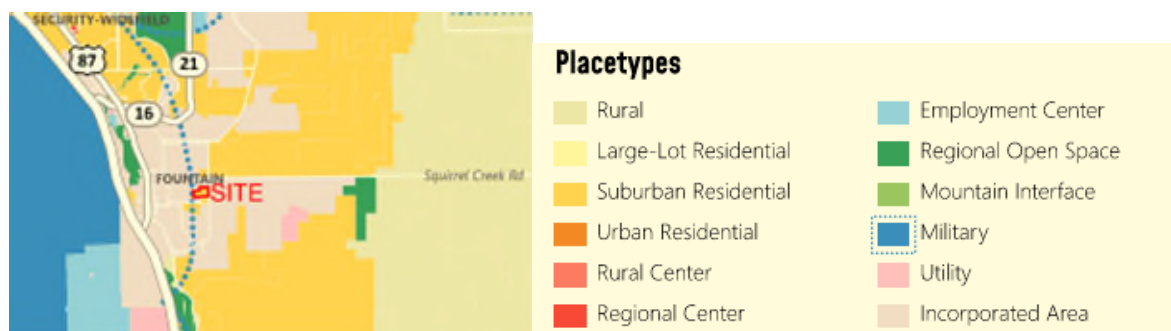 SECURITY-WIDEFIELD
87
21
16
FOUNTAIN
SITE
Squirrel Creek Rd
Placetypes
Rural
Large-Lot Residential
Suburban Residential
Urban Residential
Rural Center
Regional Center
Employment Center
Regional Open Space
Mountain Interface
Military
Utility
Incorporated Area